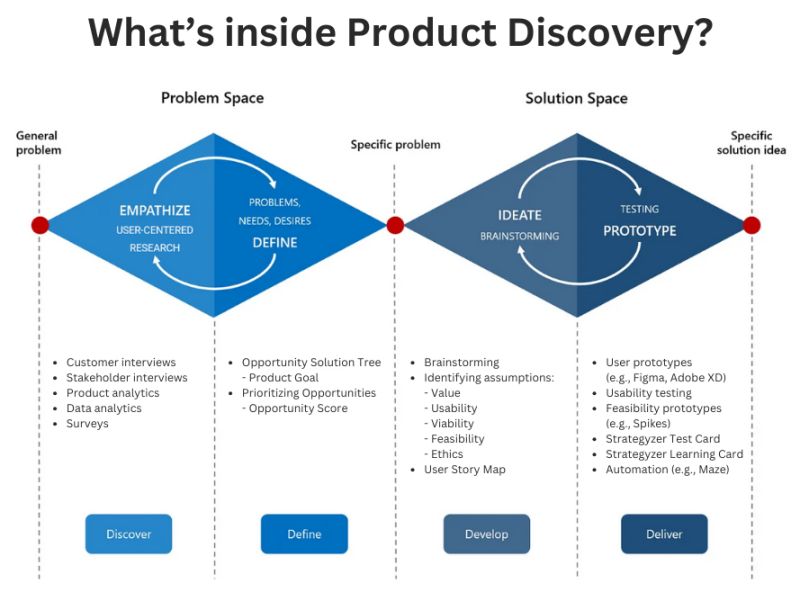 What's inside Product Discovery?
Problem Space
Solution Space
General
problem
Specific problem
Specific
solution idea
EMPATHIZE
USER-CENTERED
RESEARCH
PROBLEMS,
NEEDS, DESIRES
DEFINE
IDEATE
BRAINSTORMING
TESTING
PROTOTYPE
• Customer interviews
• Stakeholder interviews
• Product analytics
• Data analytics
• Surveys
• Opportunity Solution Tree
- Product Goal
• Prioritizing Opportunities
- Opportunity Score
• Brainstorming
• Identifying assumptions:
- Value
- Usability
- Viability
- Feasibility
- Ethics
• User Story Map
• User prototypes
(e.g., Figma, Adobe XD)
• Usability testing
• Feasibility prototypes
(e.g., Spikes)
• Strategyzer Test Card
• Strategyzer Learning Card
• Automation (e.g., Maze)
Discover
Define
Develop
Deliver